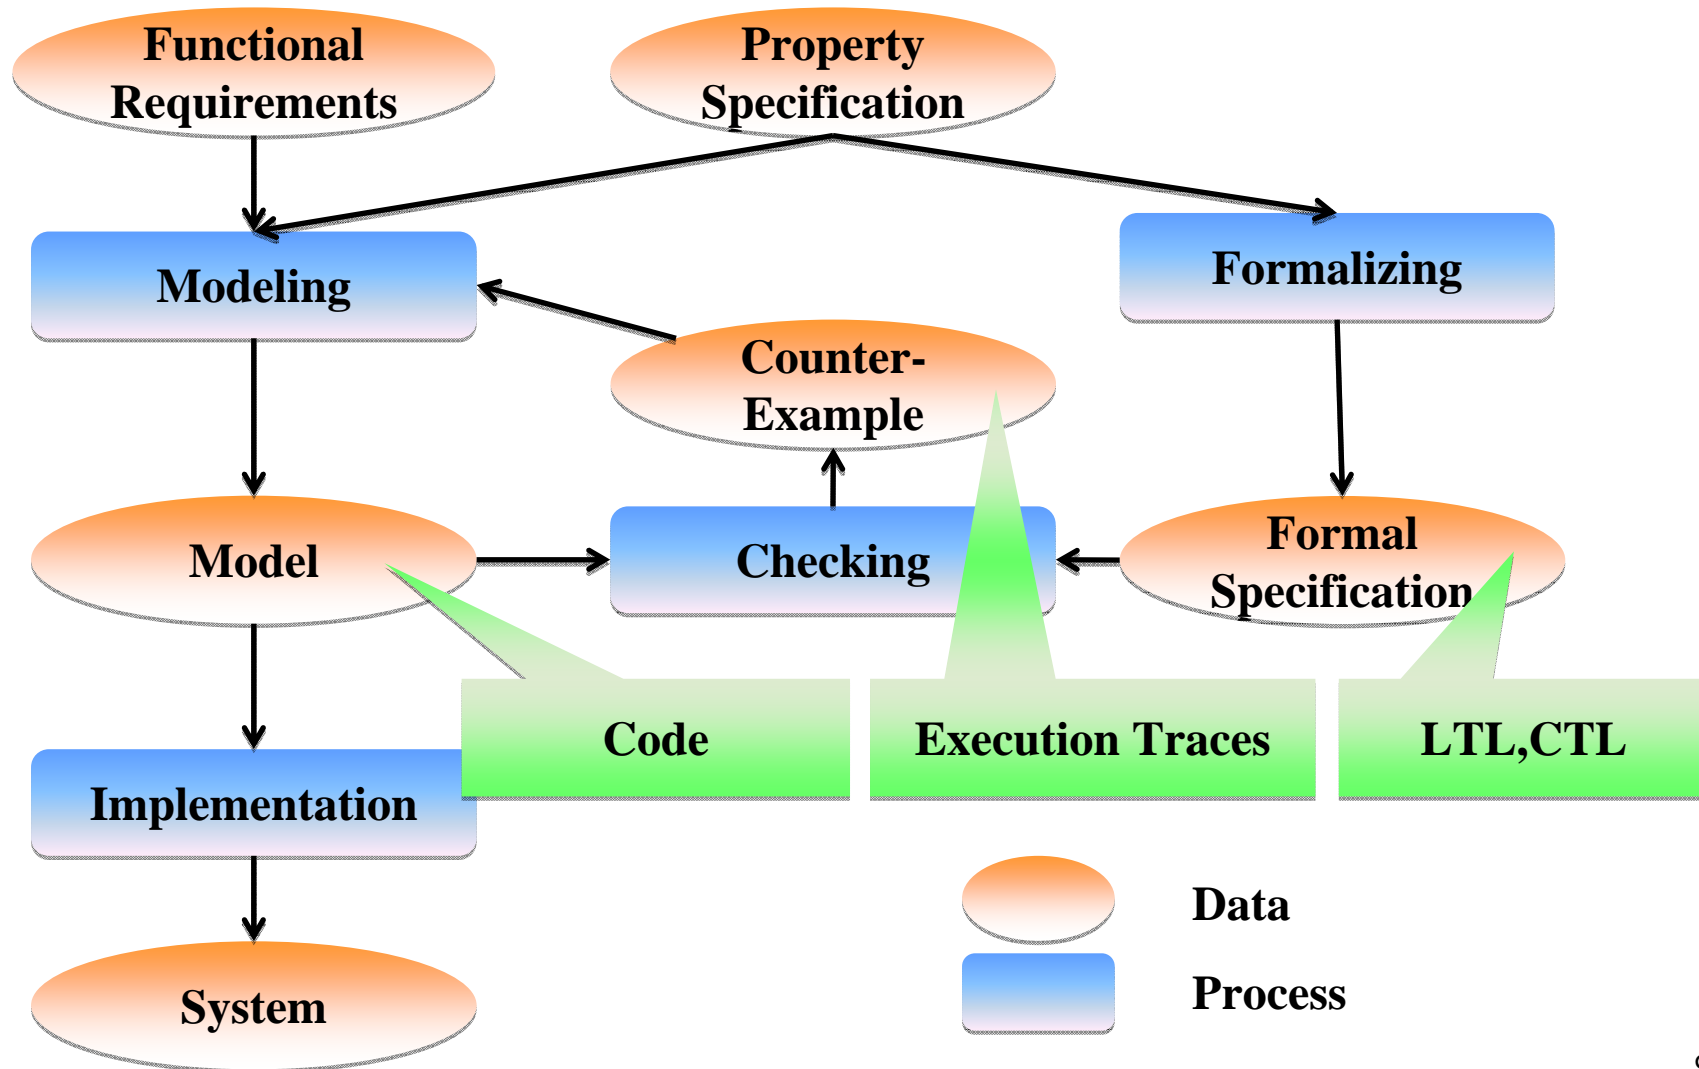 Functional
Requirements
Property
Specification
Modeling
Formalizing
Counter-
Example
Model
Checking
Formal
Specification
Code
Execution Traces
LTL,CTL
Implementation
Data
Process
System